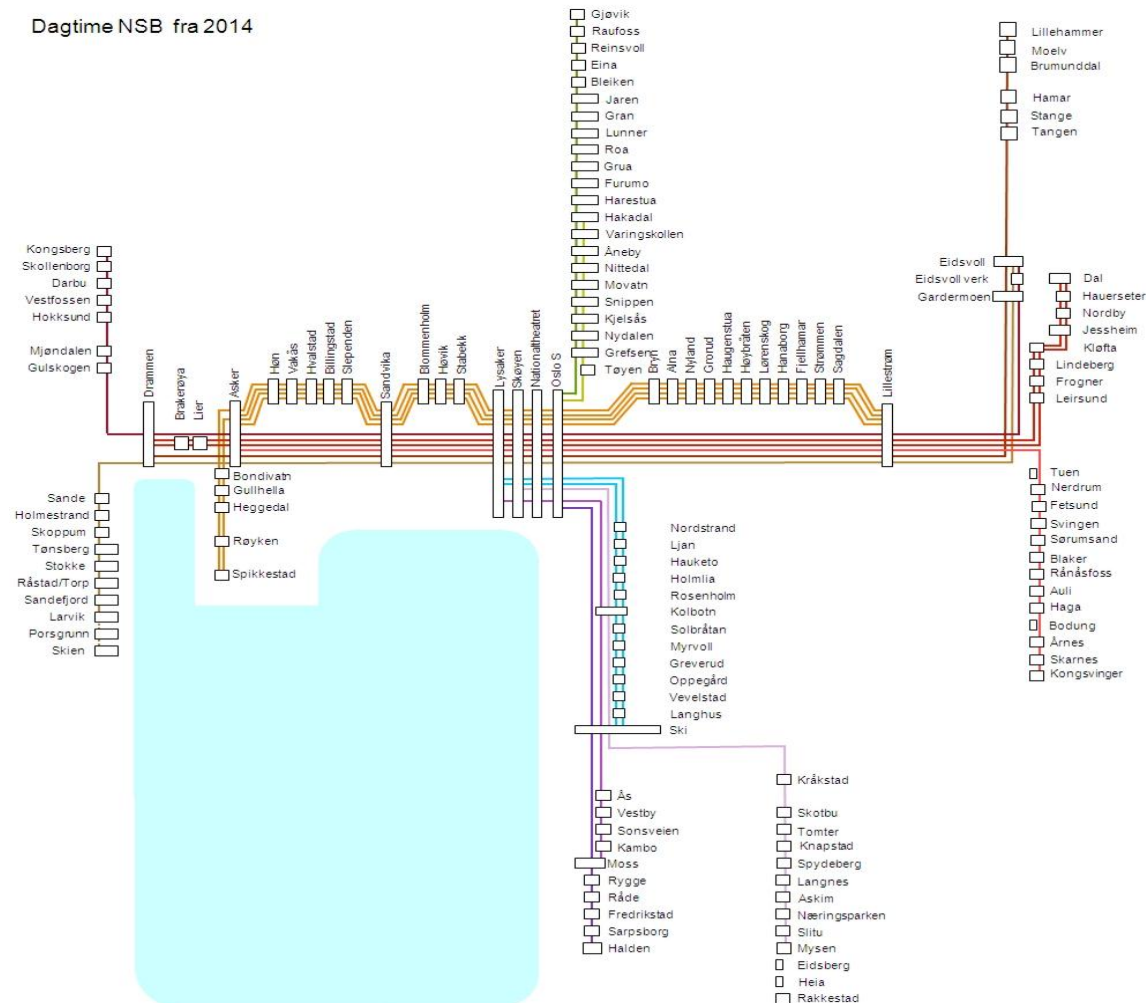 Dagtime NSB fra 2014
Gjøvik
Raufoss
Reinsvoll
Eina
Bleiken
Jaren
Gran
Lunner
Roa
Grua
Furumo
Harestua
Hakadal
Varingskollen
Åneby
Nittedal
Movatn
Snippen
Kjelsås
Nydalen
Grefsen
Tøyen
Lillehammer
Moelv
Brumunddal
Hamar
Stange
Tangen
Eidsvoll
Eidsvoll verk
Gardermoen
Dal
Hauerseter
Nordby
Jessheim
Kløfta
Lindeberg
Frogner
Leirsund
Kongsberg
Skollenborg
Darbu
Vestfossen
Hokksund
Mjøndalen
Gulskogen
Drammen
Brakerøya
Lier
Asker
Høn
Vakås
Hvalstad
Billingstad
Slependen
Sandvika
Blommenholm
Høvik
Stabekk
Lysaker
Skøyen
Nationaltheatret
Oslo S
Bryn
Alna
Nyland
Grorud
Haugenstua
Høybråten
Lørenskog
Hanaborg
Fjellhamar
Strømmen
Sagdalen
Lillestrøm
Bondivatn
Gullhella
Heggedal
Røyken
Spikkestad
Sande
Holmestrand
Skoppum
Tønsberg
Stokke
Råstad/Torp
Sandefjord
Larvik
Porsgrunn
Skien
Nordstrand
Ljan
Hauketo
Holmlia
Rosenholm
Kolbotn
Solbråtan
Myrvoll
Greverud
Oppegård
Vevelstad
Langhus
Ski
Tuen
Nerdrum
Fetsund
Svingen
Sørumsand
Blaker
Rånåsfoss
Auli
Haga
Bodung
Årnes
Skarnes
Kongsvinger
Ås
Vestby
Sonsveien
Kambo
Moss
Rygge
Råde
Fredrikstad
Sarpsborg
Halden
Kråkstad
Skotbu
Tomter
Knapstad
Spydeberg
Langnes
Askim
Næringsparken
Slitu
Mysen
Eidsberg
Heia
Rakkestad